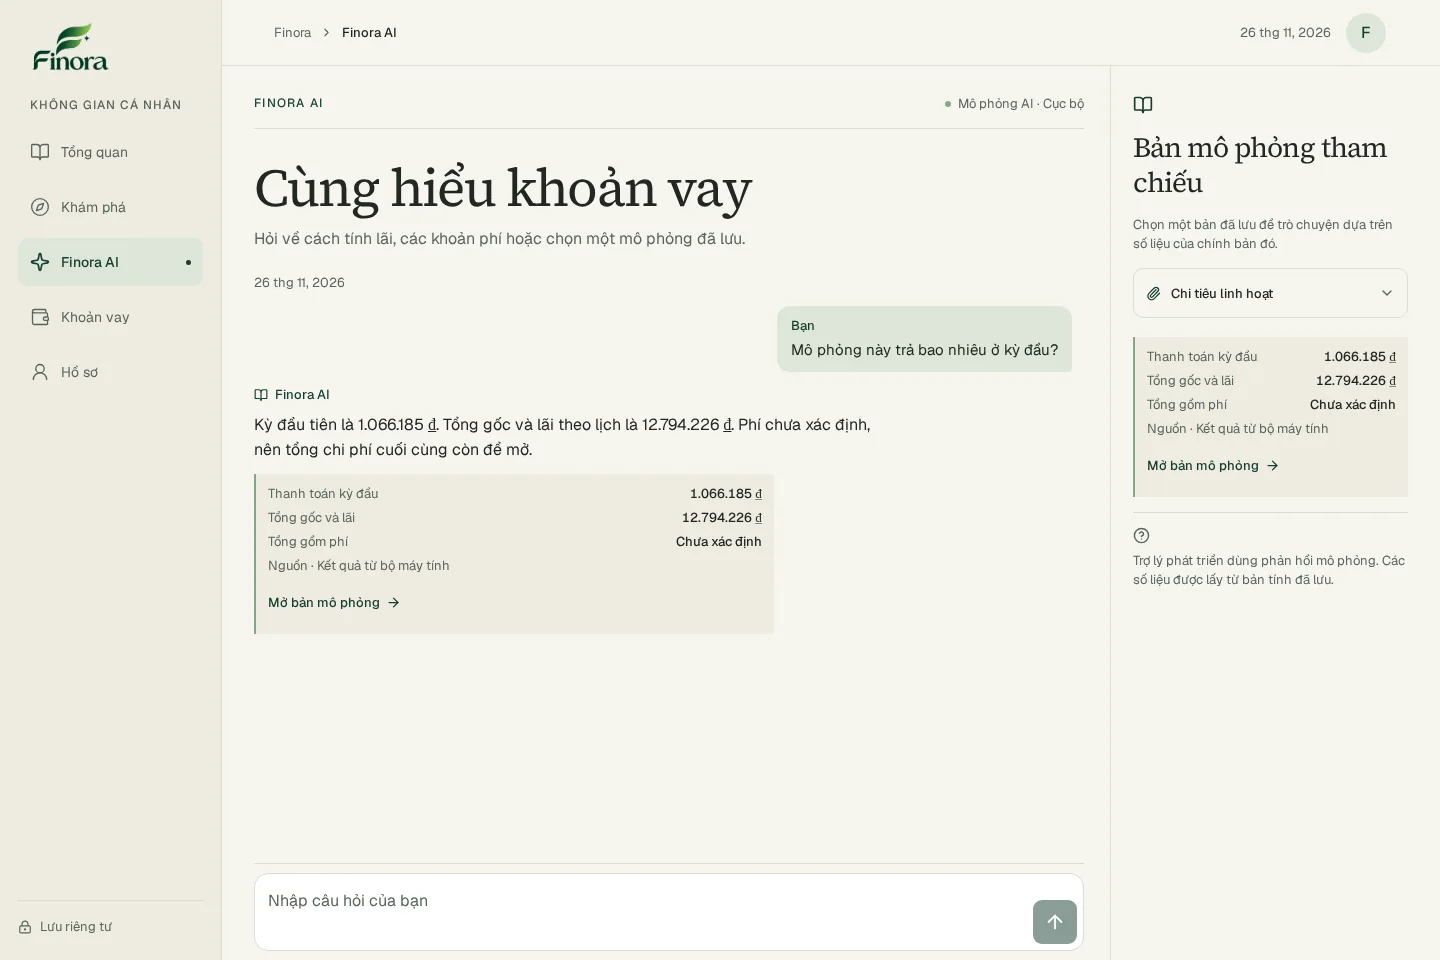 Finora
KHÔNG GIAN CÁ NHÂN
Tổng quan
Khám phá
Finora AI
Khoản vay
Hồ sơ
Lưu riêng tư
Finora > Finora AI
26 thg 11, 2026
F
FINORA AI
Mô phỏng AI · Cục bộ
Cùng hiểu khoản vay
Hỏi về cách tính lãi, các khoản phí hoặc chọn một mô phỏng đã lưu.
26 thg 11, 2026
Bạn
Mô phỏng này trả bao nhiêu ở kỳ đầu?
Finora AI
Kỳ đầu tiên là 1.066.185 ₫. Tổng gốc và lãi theo lịch là 12.794.226 ₫. Phí chưa xác định,
nên tổng chi phí cuối cùng còn để mở.
Thanh toán kỳ đầu 1.066.185 ₫
Tổng gốc và lãi 12.794.226 ₫
Tổng gồm phí Chưa xác định
Nguồn · Kết quả từ bộ máy tính
Mở bản mô phỏng →
Nhập câu hỏi của bạn
Bản mô phỏng tham
chiếu
Chọn một bản đã lưu để trò chuyện dựa trên
số liệu của chính bản đó.
Chi tiêu linh hoạt
Thanh toán kỳ đầu 1.066.185 ₫
Tổng gốc và lãi 12.794.226 ₫
Tổng gồm phí Chưa xác định
Nguồn · Kết quả từ bộ máy tính
Mở bản mô phỏng →
Trợ lý phát triển dùng phản hồi mô phỏng. Các
số liệu được lấy từ bản tính đã lưu.